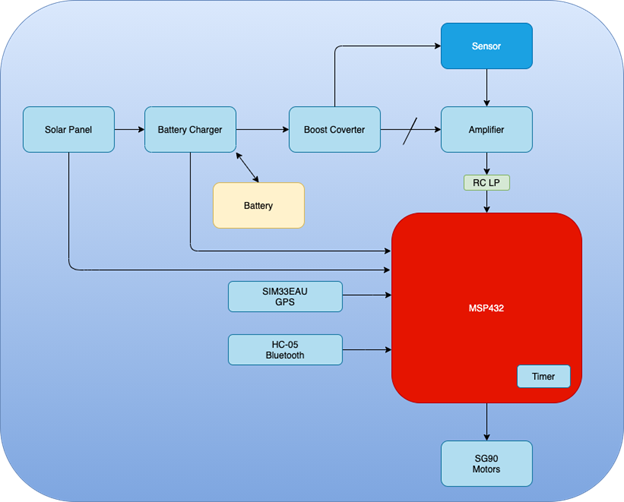 Sensor
Solar Panel
Battery Charger
Boost Coverter
Amplifier
RC LP
Battery
SIM33EAU
GPS
MSP432
HC-05
Bluetooth
Timer
SG90
Motors